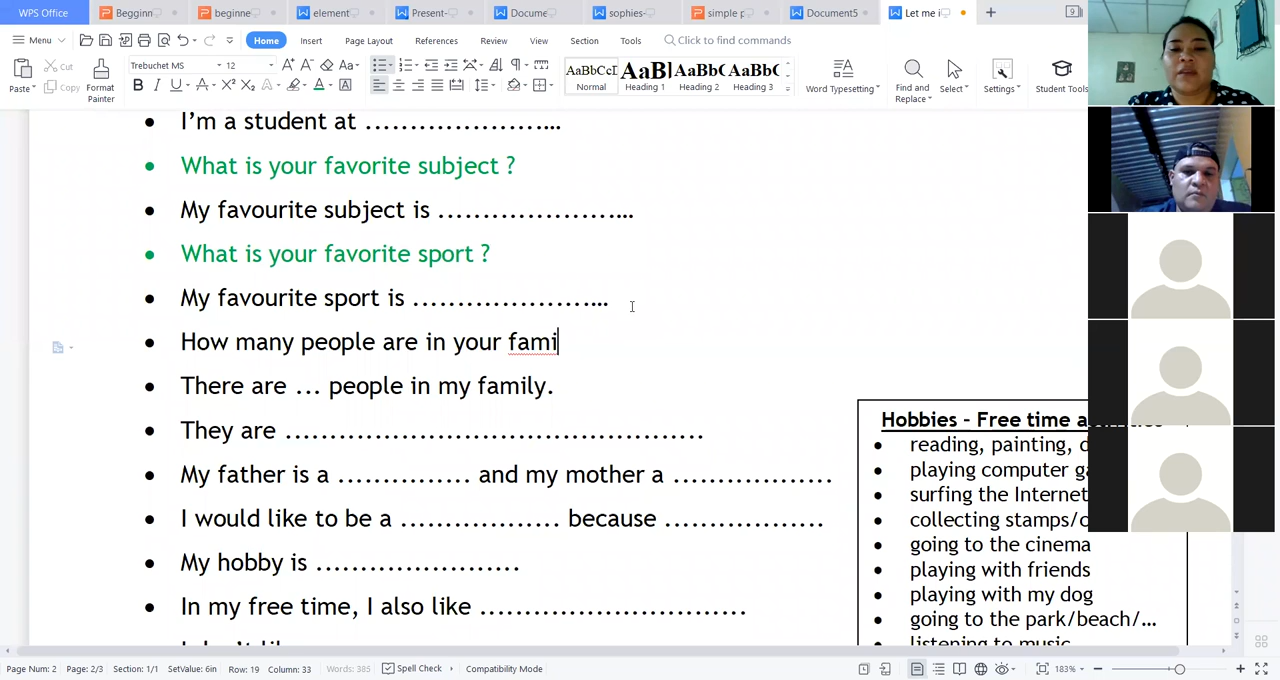 WPS Office
Beggin
beginne
element
Present-
Docume
sophies-
simple p
Document5
Let me i
9
Menu
Home
Insert
Page Layout
References
Review
View
Section
Tools
Click to find commands
Paste
Cut
Copy
Format Painter
Trebuchet MS
12
AaBbCcD
Normal
AaBl
Heading 1
AaBb(
Heading 2
AaBb(
Heading 3
Word Typesetting
Find and Replace
Select
Settings
Student Tools
• I'm a student at …………………...
• What is your favorite subject ?
• My favourite subject is …………………...
• What is your favorite sport ?
• My favourite sport is …………………...
• How many people are in your fami
• There are ... people in my family.
• They are ……………………………………….
• My father is a …………… and my mother a ………………
• I would like to be a ……………… because ………………
• My hobby is …………………..
• In my free time, I also like …………………………
Hobbies - Free time a
• reading, painting, d
• playing computer ga
• surfing the Internet
• collecting stamps/c
• going to the cinema
• playing with friends
• playing with my dog
• going to the park/beach/...
• listening to music
Page Num: 2
Page: 2/3
Section: 1/1
SetValue: 6in
Row: 19
Column: 33
Words: 385
Spell Check
Compatibility Mode
183%